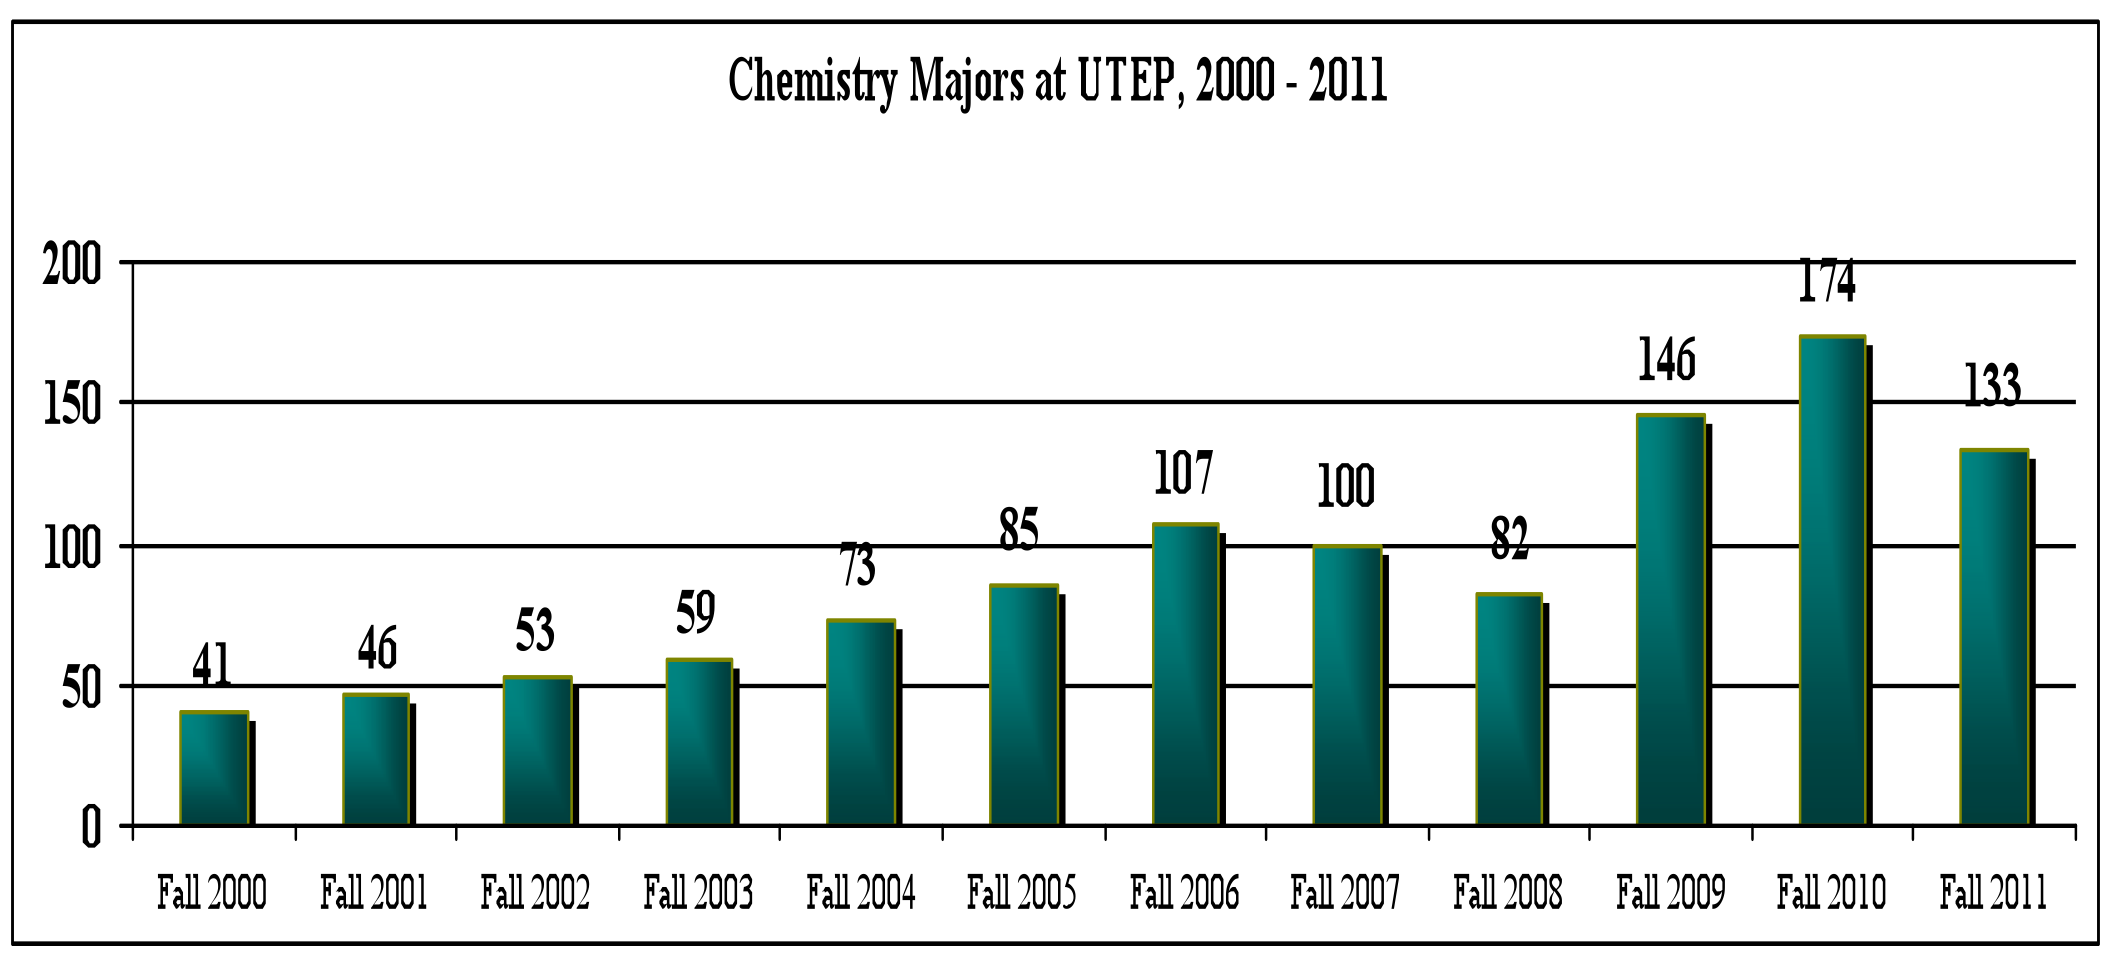 Chemistry Majors at UTEP, 2000 - 2011
200
150
100
50
0
41
46
53
59
73
85
107
100
82
146
174
133
Fall 2000
Fall 2001
Fall 2002
Fall 2003
Fall 2004
Fall 2005
Fall 2006
Fall 2007
Fall 2008
Fall 2009
Fall 2010
Fall 2011